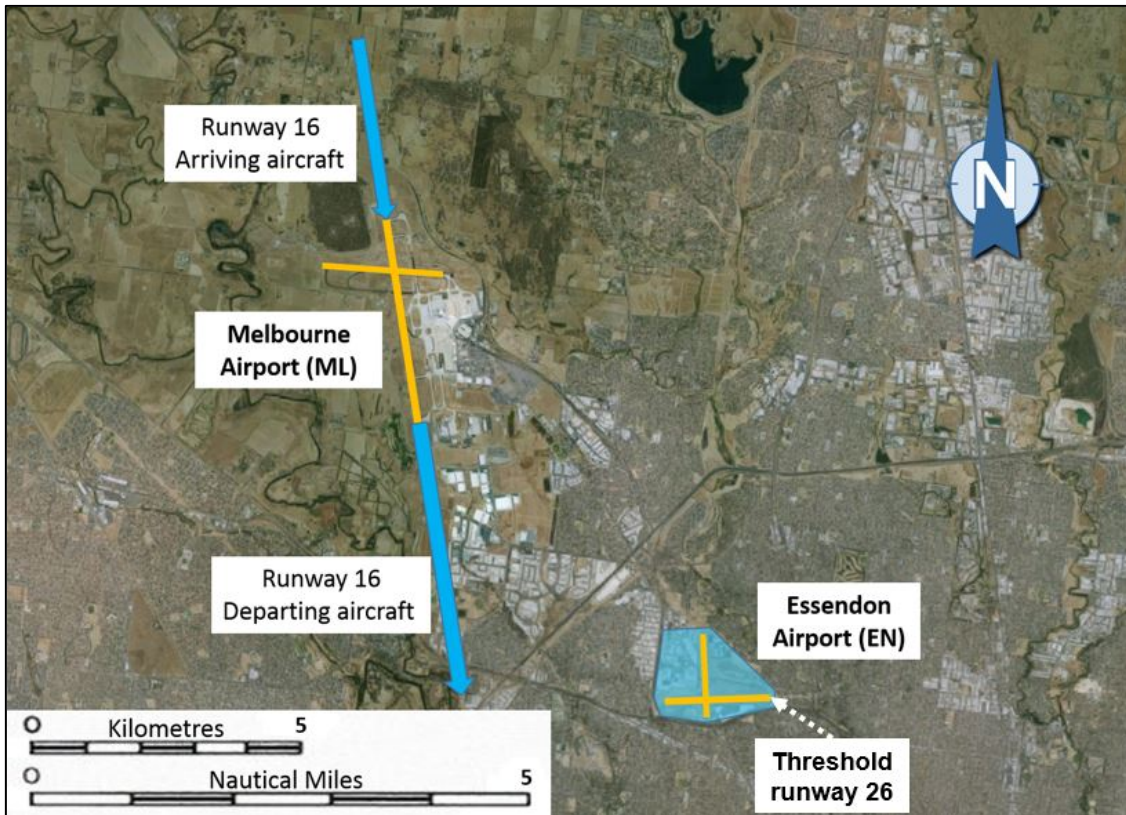 Runway 16
Arriving aircraft
N
Melbourne
Airport (ML)
Runway 16
Departing aircraft
Essendon
Airport (EN)
Threshold
runway 26
0 Kilometres 5
0 Nautical Miles 5